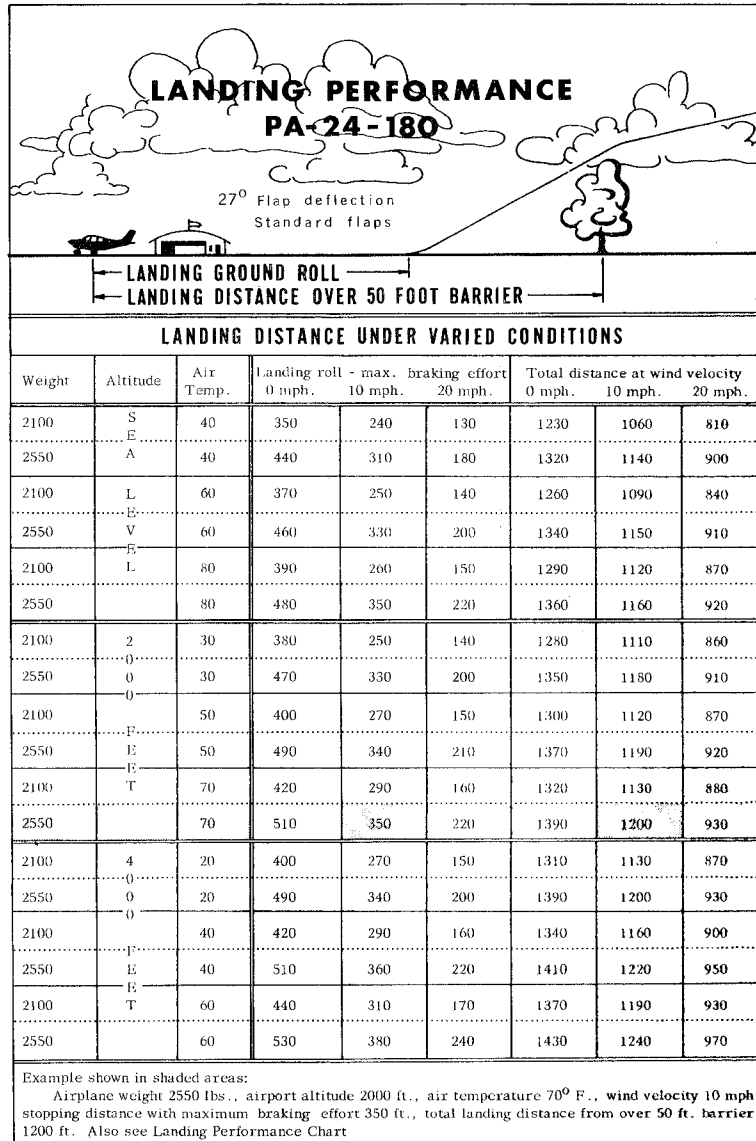 LANDING PERFORMANCE
PA-24-180
27⁰ Flap deflection
Standard flaps
LANDING GROUND ROLL
LANDING DISTANCE OVER 50 FOOT BARRIER
LANDING DISTANCE UNDER VARIED CONDITIONS
Weight Altitude Air Temp. Landing roll - max. braking effort Total distance at wind velocity
0 mph. 10 mph. 20 mph. 0 mph. 10 mph. 20 mph.
SEA LEVEL
2100 40 350 240 130 1230 1060 810
2550 40 440 310 180 1320 1140 900
2100 60 370 250 140 1260 1090 840
2550 60 460 330 200 1340 1150 910
2100 80 390 260 150 1290 1120 870
2550 80 480 350 220 1360 1160 920
2000 FEET
2100 30 380 250 140 1280 1110 860
2550 30 470 330 200 1350 1180 910
2100 50 400 270 150 1300 1120 870
2550 50 490 340 210 1370 1190 920
2100 70 420 290 160 1320 1130 880
2550 70 510 350 220 1390 1200 930
4000 FEET
2100 20 400 270 150 1310 1130 870
2550 20 490 340 200 1390 1200 930
2100 40 420 290 160 1340 1160 900
2550 40 510 360 220 1410 1220 950
2100 60 440 310 170 1370 1190 930
2550 60 530 380 240 1430 1240 970
Example shown in shaded areas:
Airplane weight 2550 lbs., airport altitude 2000 ft., air temperature 70⁰ F., wind velocity 10 mph
stopping distance with maximum braking effort 350 ft., total landing distance from over 50 ft. barrier
1200 ft. Also see Landing Performance Chart